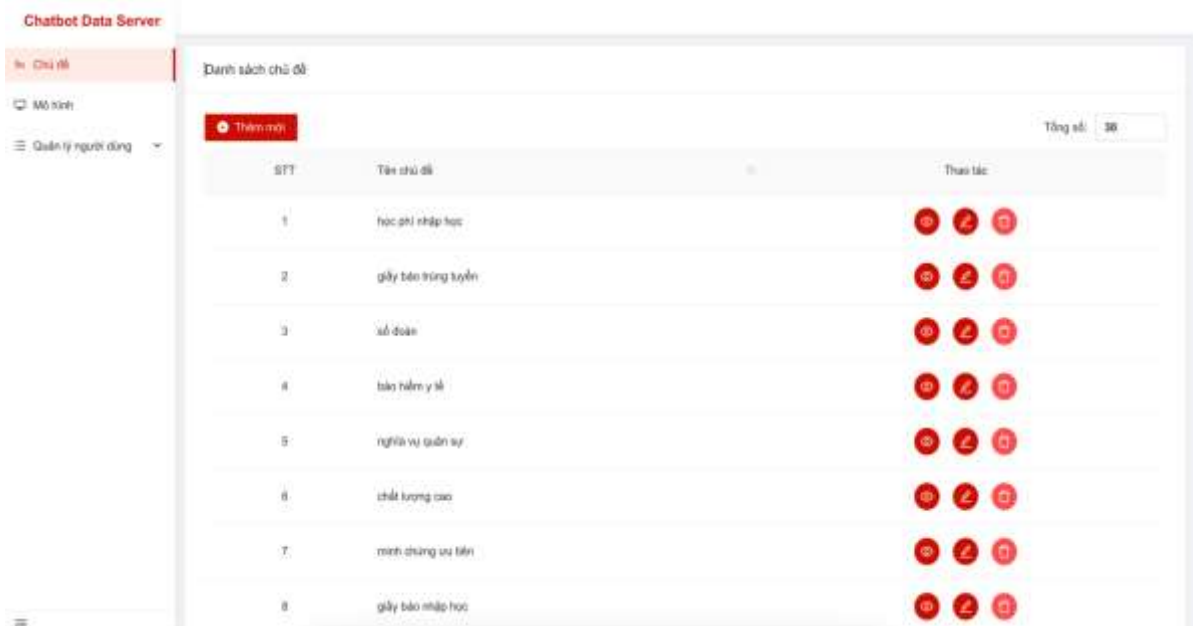 Chatbot Data Server
Chủ đề
Mô hình
Quản lý người dùng
Danh sách chủ đề
Thêm mới
Tổng số: 36
STT Tên chủ đề Thao tác
1 học phí nhập học
2 giấy báo trúng tuyển
3 sổ đoàn
4 bảo hiểm y tế
5 nghĩa vụ quân sự
6 chất lượng cao
7 minh chứng ưu tiên
8 giấy báo nhập học